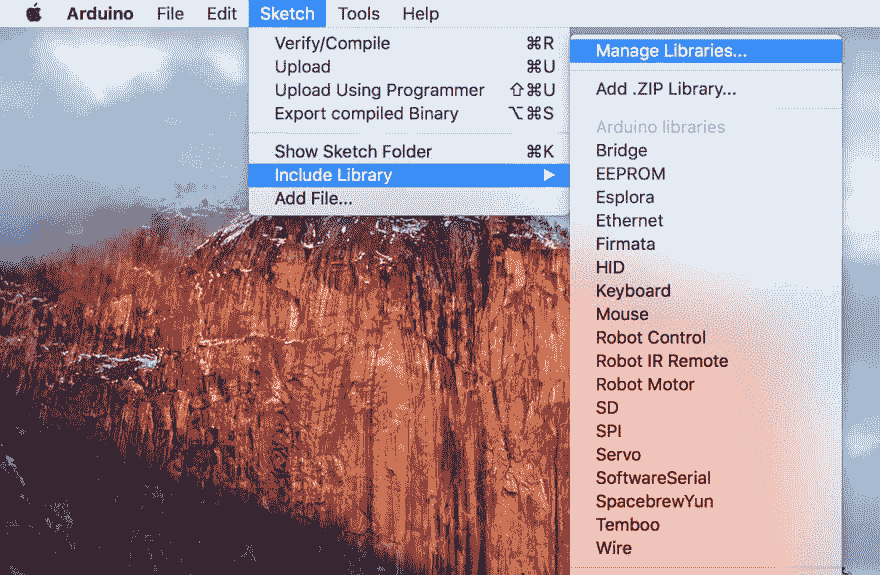 Arduino File Edit Sketch Tools Help
Verify/Compile ⌘R
Upload ⌘U
Upload Using Programmer ⇧⌘U
Export compiled Binary ⌥⌘S
Show Sketch Folder ⌘K
Include Library ▶
Add File...
Manage Libraries...
Add .ZIP Library...
Arduino libraries
Bridge
EEPROM
Esplora
Ethernet
Firmata
HID
Keyboard
Mouse
Robot Control
Robot IR Remote
Robot Motor
SD
SPI
Servo
SoftwareSerial
SpacebrewYun
Temboo
Wire